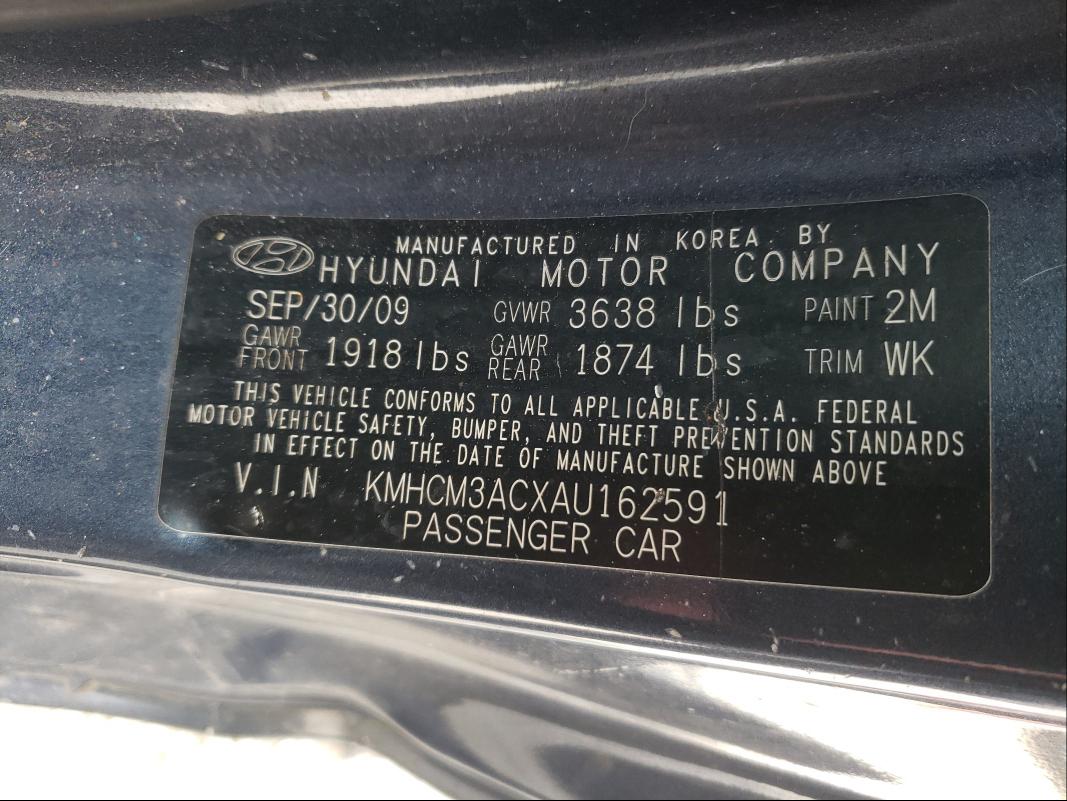 MANUFACTURED IN KOREA BY
HYUNDAI MOTOR COMPANY
SEP/30/09 GVWR 3638 lbs PAINT 2M
GAWR FRONT 1918 lbs GAWR REAR 1874 lbs TRIM WK
THIS VEHICLE CONFORMS TO ALL APPLICABLE U.S.A. FEDERAL
MOTOR VEHICLE SAFETY, BUMPER, AND THEFT PREVENTION STANDARDS
IN EFFECT ON THE DATE OF MANUFACTURE SHOWN ABOVE
V.I.N KMHCM3ACXAU162591
PASSENGER CAR